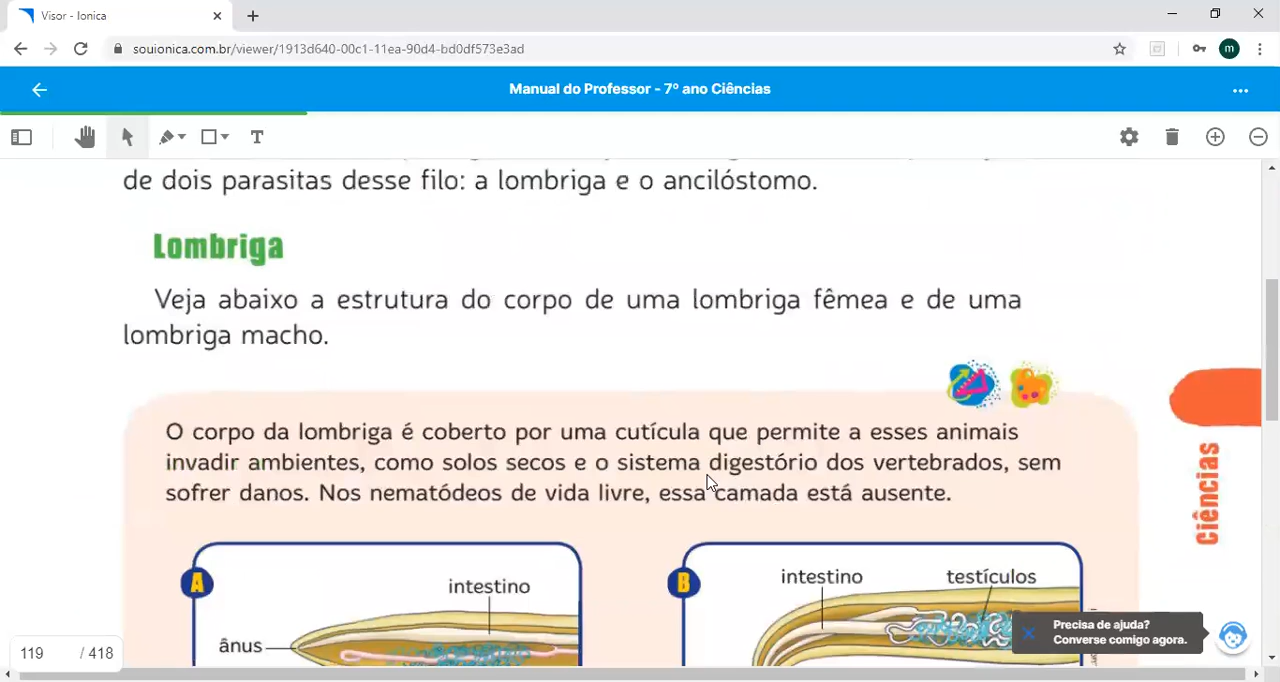 Visor - Ionica
souionica.com.br/viewer/1913d640-00c1-11ea-90d4-bd0df573e3ad
m
Manual do Professor - 7º ano Ciências
T
de dois parasitas desse filo: a lombriga e o ancilóstomo.
Lombriga
Veja abaixo a estrutura do corpo de uma lombriga fêmea e de uma
lombriga macho.
O corpo da lombriga é coberto por uma cutícula que permite a esses animais
invadir ambientes, como solos secos e o sistema digestório dos vertebrados, sem
sofrer danos. Nos nematódeos de vida livre, essa camada está ausente.
Ciências
A
intestino
ânus
B
intestino
testículos
Precisa de ajuda?
Converse comigo agora.
119 / 418